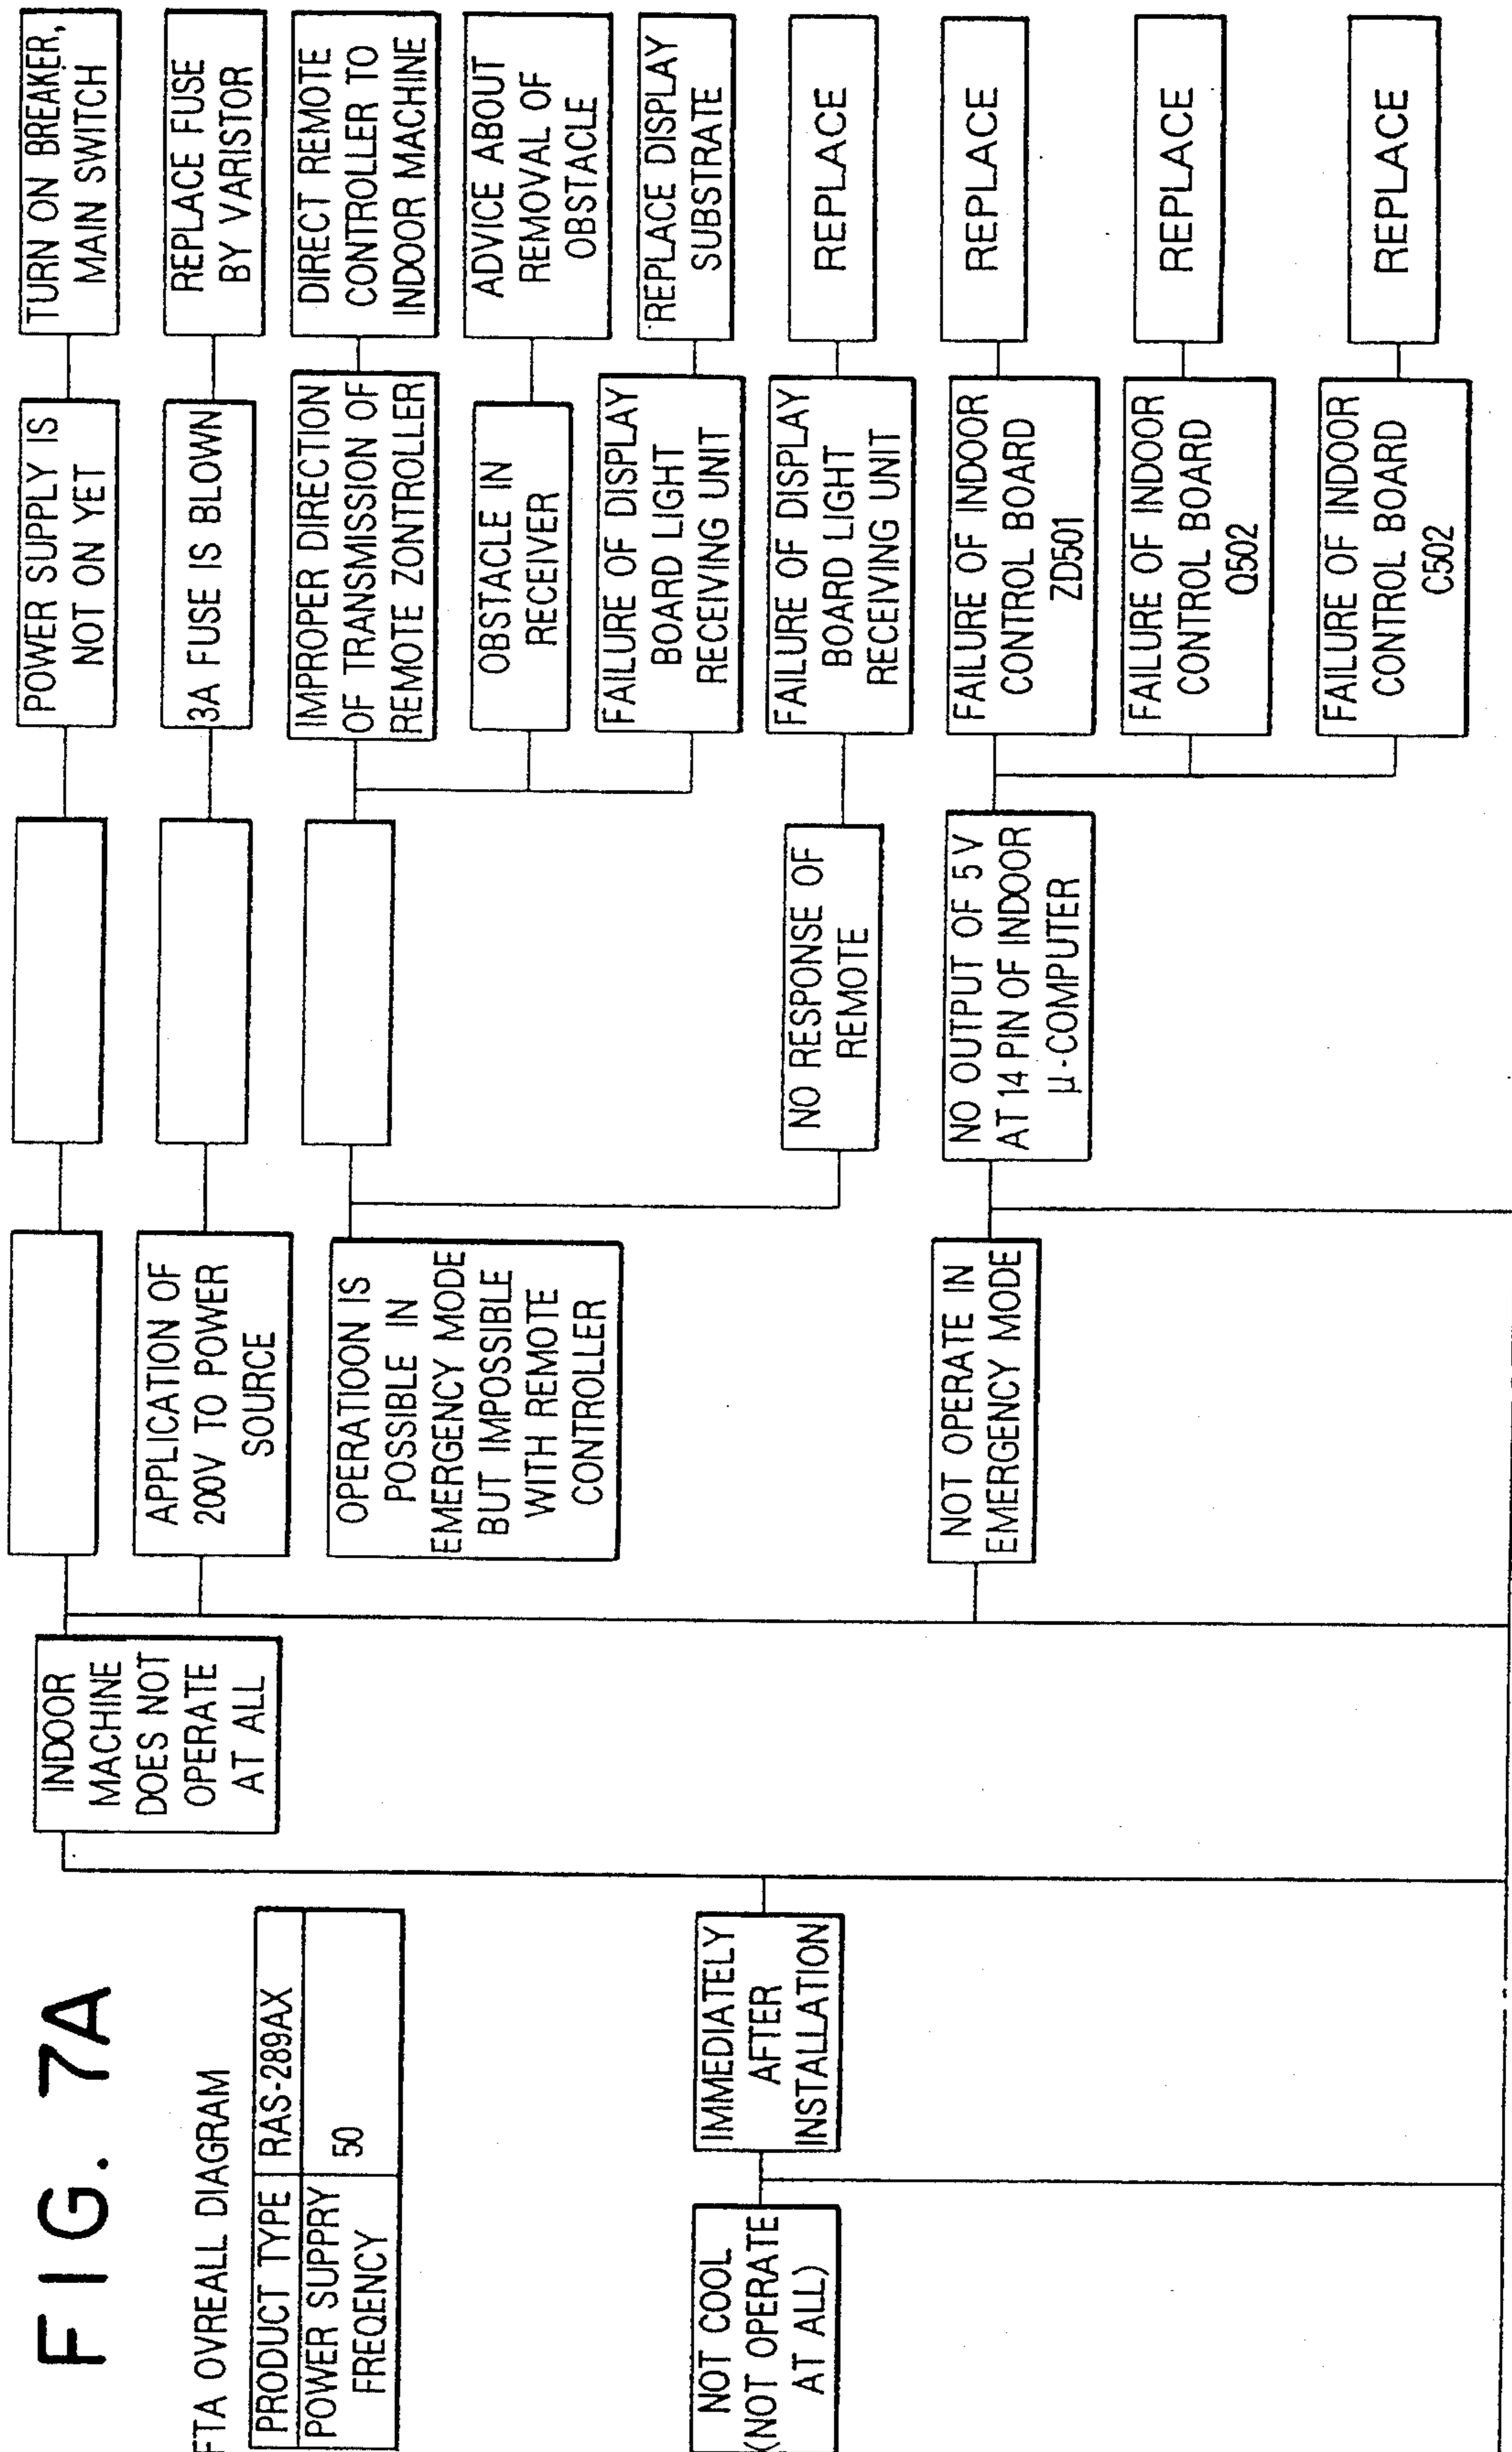 FIG. 7A
FTA OVREALL DIAGRAM
PRODUCT TYPE
RAS-289AX
POWER SUPPRY
FREQENCY
50
NOT COOL
(NOT OPERATE
AT ALL)
IMMEDIATELY
AFTER
INSTALLATION
INDOOR
MACHINE
DOES NOT
OPERATE
AT ALL
POWER SUPPLY IS
NOT ON YET
TURN ON BREAKER,
MAIN SWITCH
APPLICATION OF
200V TO POWER
SOURCE
3A FUSE IS BLOWN
REPLACE FUSE
BY VARISTOR
OPERATIOON IS
POSSIBLE IN
EMERGENCY MODE
BUT IMPOSSIBLE
WITH REMOTE
CONTROLLER
IMPROPER DIRECTION
OF TRANSMISSION OF
REMOTE ZONTROLLER
DIRECT REMOTE
CONTROLLER TO
INDOOR MACHINE
OBSTACLE IN
RECEIVER
ADVICE ABOUT
REMOVAL OF
OBSTACLE
FAILURE OF DISPLAY
BOARD LIGHT
RECEIVING UNIT
REPLACE DISPLAY
SUBSTRATE
NO RESPONSE OF
REMOTE
FAILURE OF DISPLAY
BOARD LIGHT
RECEIVING UNIT
REPLACE
NOT OPERATE IN
EMERGENCY MODE
NO OUTPUT OF 5V
AT 14 PIN OF INDOOR
μ-COMPUTER
FAILURE OF INDOOR
CONTROL BOARD
ZD501
REPLACE
FAILURE OF INDOOR
CONTROL BOARD
Q502
REPLACE
FAILURE OF INDOOR
CONTROL BOARD
C502
REPLACE